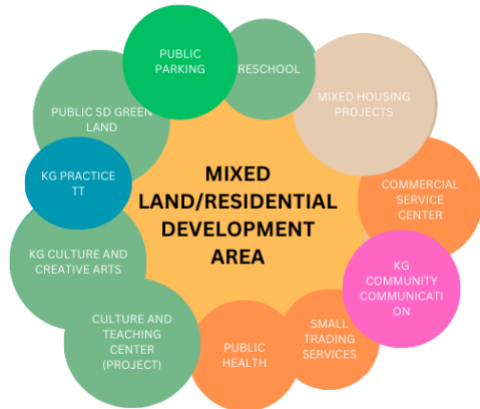 PUBLIC
PARKING
RESCHOOL
MIXED HOUSING
PROJECTS
PUBLIC SD GREEN
LAND
KG PRACTICE
TT
MIXED
LAND/RESIDENTIAL
DEVELOPMENT
AREA
COMMERCIAL
SERVICE
CENTER
KG CULTURE AND
CREATIVE ARTS
KG
COMMUNITY
COMMUNICATI
ON
CULTURE AND
TEACHING
CENTER
(PROJECT)
PUBLIC
HEALTH
SMALL
TRADING
SERVICES